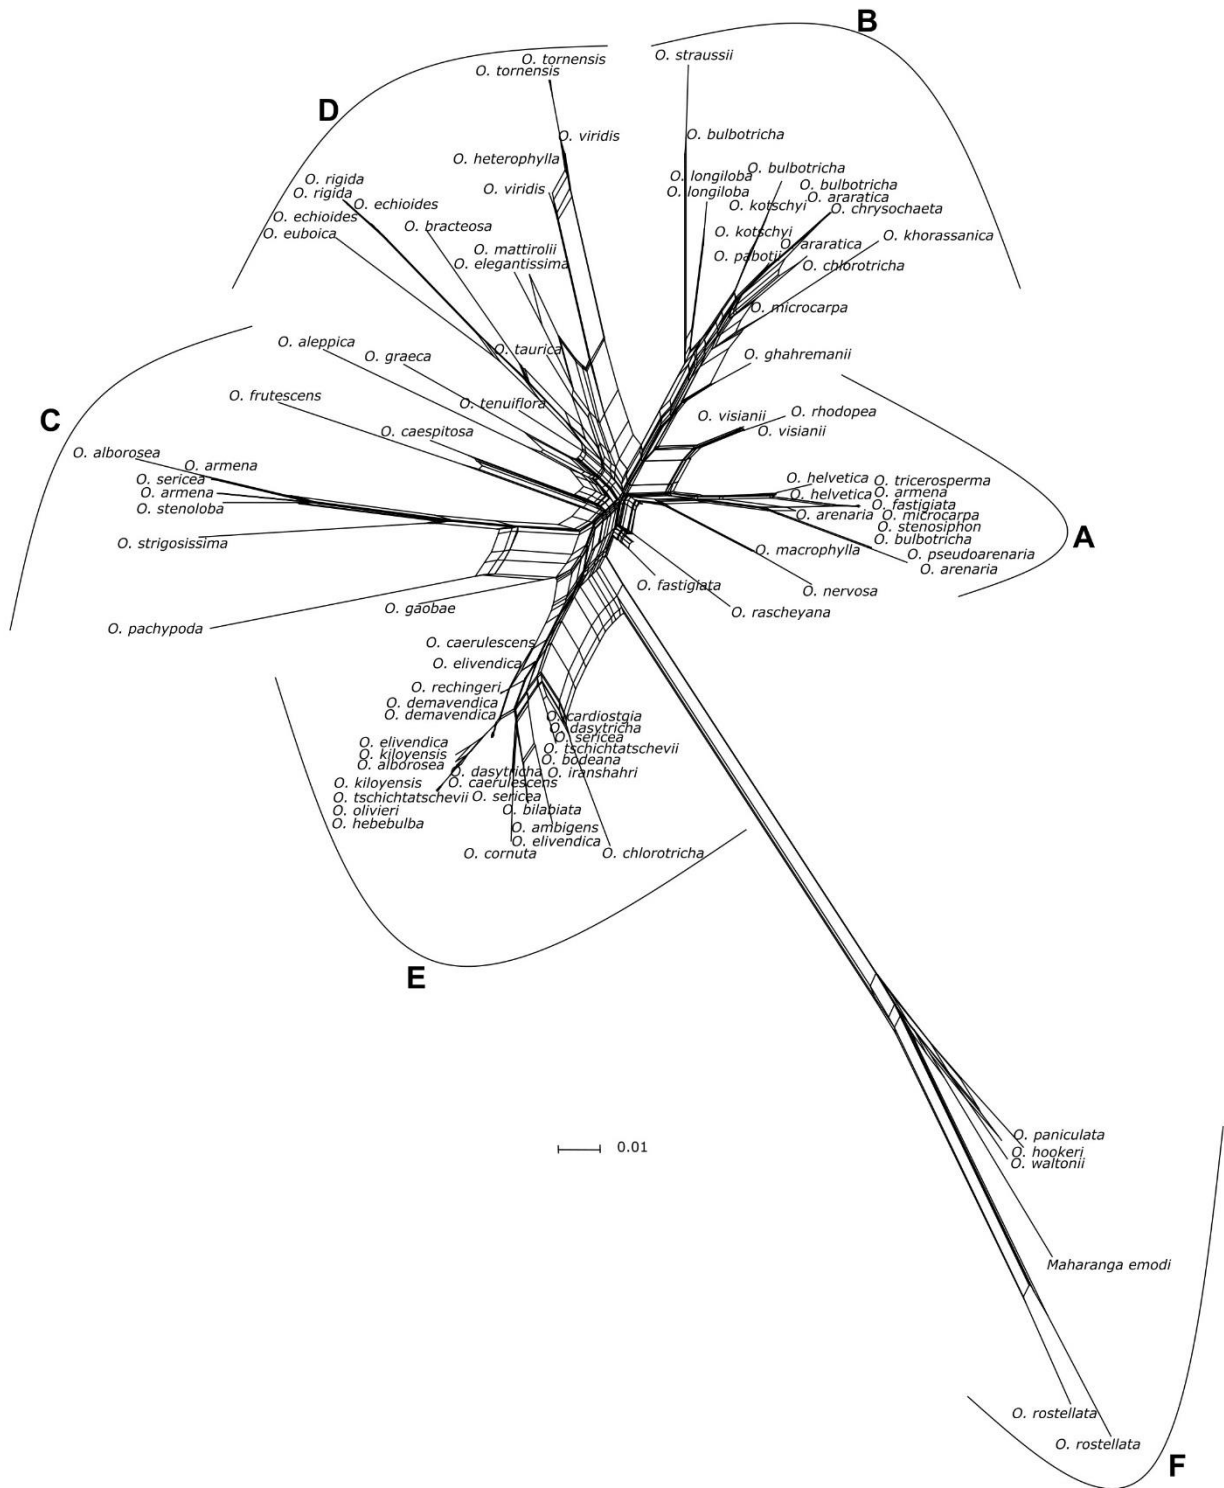 B
O. tornensis
O. tornensis
O. straussii
D
O. viridis
O. bulbotricha
O. heterophylla
O. viridis
O. rigida
O. rigida
O. echioides
O. echioides
O. euboica
O. bracteosa
O. mattirolii
O. elegantissima
O. longiloba
O. longiloba
O. bulbotricha
O. bulbotricha
O. araratica
O. kotschyi
O. chrysochaeta
O. kotschyi
O. khorassanica
O. araratica
O. pabotii
O. chlorotricha
O. microcarpa
O. aleppica
O. taurica
O. graeca
O. ghahremanii
O. frutescens
O. tenuiflora
C
O. caespitosa
O. visianii
O. rhodopea
O. visianii
O. alborosea
O. armena
O. sericea
O. armena
O. stenoloba
O. strigosissima
O. helvetica
O. helvetica
O. tricerosperma
O. armena
O. fastigiata
O. arenaria
O. microcarpa
O. stenosiphon
O. bulbotricha
A
O. macrophylla
O. pseudoarenaria
O. arenaria
O. fastigiata
O. nervosa
O. rascheyana
O. gaobae
O. pachypoda
O. caerulescens
O. elivendica
O. rechingeri
O. demavendica
O. demavendica
O. cardiostgia
O. dasytricha
O. sericea
O. tschichtatschevii
O. bodeana
O. iranshahri
O. elivendica
O. kiloyensis
O. alborosea
O. dasytricha
O. caerulescens
O. kiloyensis
O. tschichtatschevii
O. sericea
O. olivieri
O. bilabiata
O. hebebulba
O. ambigens
O. elivendica
O. cornuta
O. chlorotricha
E
0.01
O. paniculata
O. hookeri
O. waltonii
Maharanga emodi
O. rostellata
O. rostellata
F